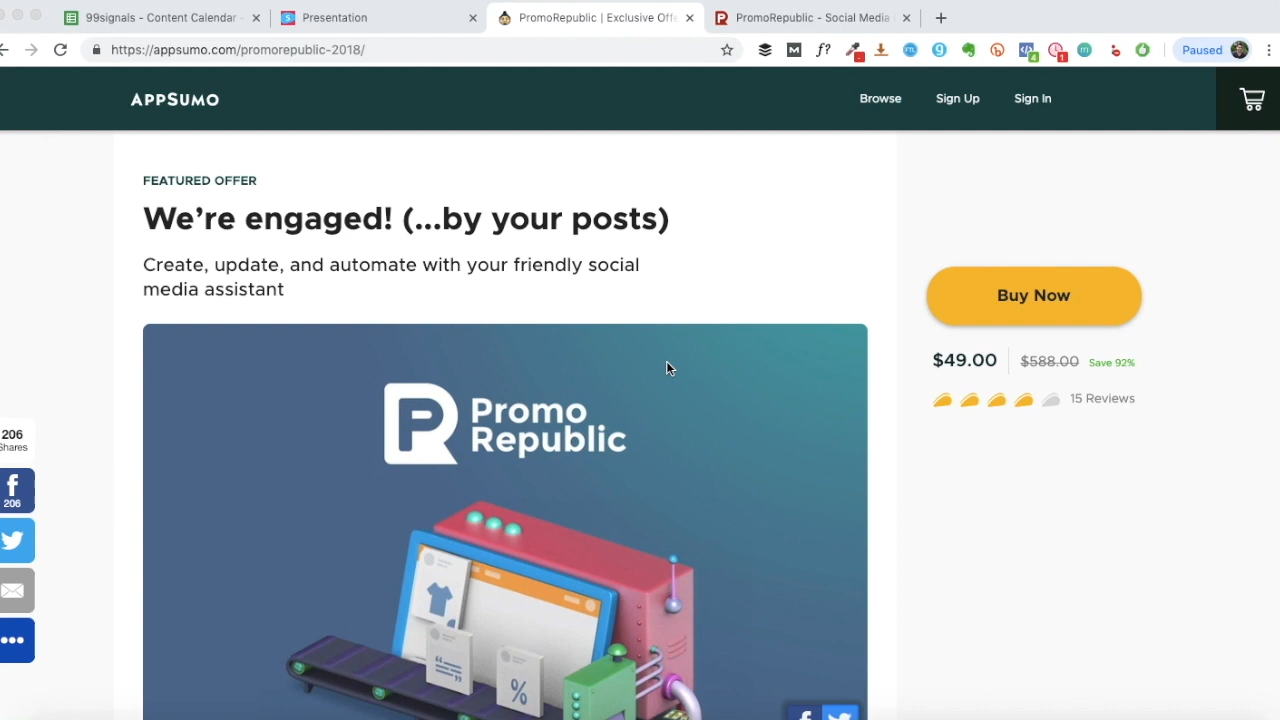 99signals - Content Calendar -
Presentation
PromoRepublic | Exclusive Offe
PromoRepublic - Social Media
https://appsumo.com/promorepublic-2018/
Paused
APPSUMO
Browse
Sign Up
Sign In
FEATURED OFFER
We’re engaged! (...by your posts)
Create, update, and automate with your friendly social
media assistant
Buy Now
$49.00
$588.00
Save 92%
15 Reviews
Promo
Republic
206
Shares
206
%